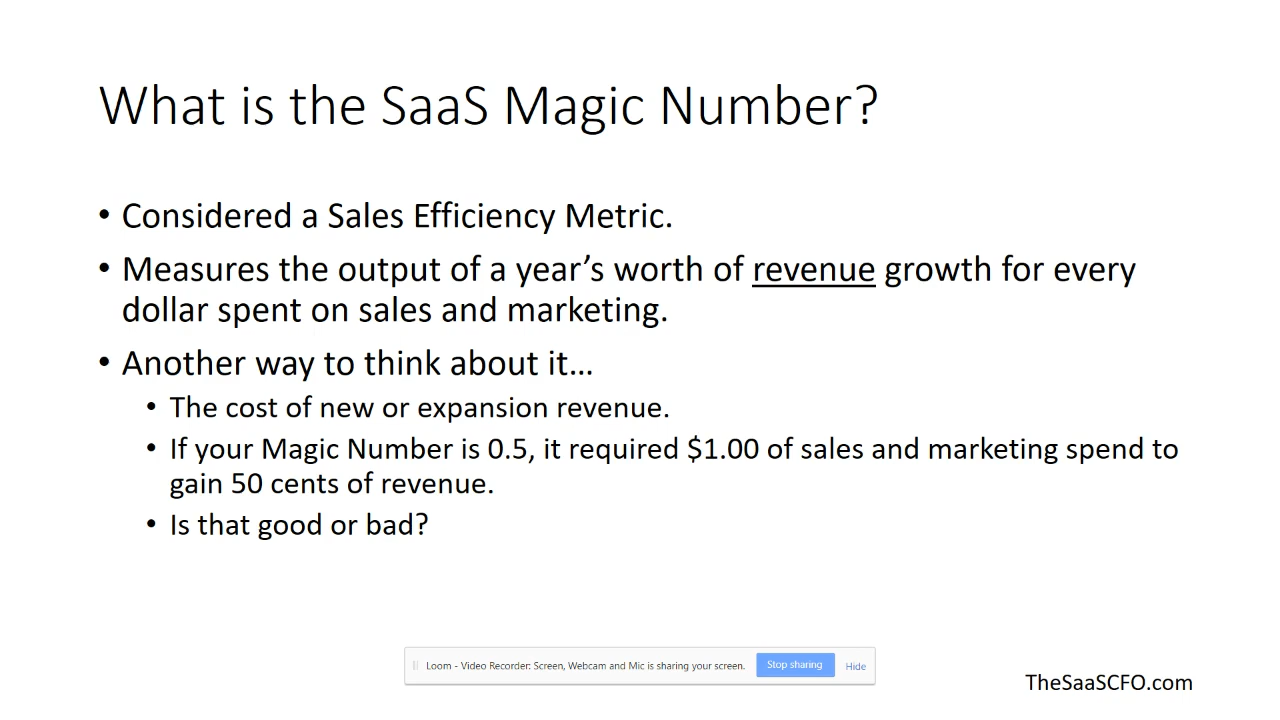 What is the SaaS Magic Number?
• Considered a Sales Efficiency Metric.
• Measures the output of a year’s worth of revenue growth for every
dollar spent on sales and marketing.
• Another way to think about it…
• The cost of new or expansion revenue.
• If your Magic Number is 0.5, it required $1.00 of sales and marketing spend to
gain 50 cents of revenue.
• Is that good or bad?
Loom - Video Recorder: Screen, Webcam and Mic is sharing your screen. Stop sharing Hide
TheSaaSCFO.com